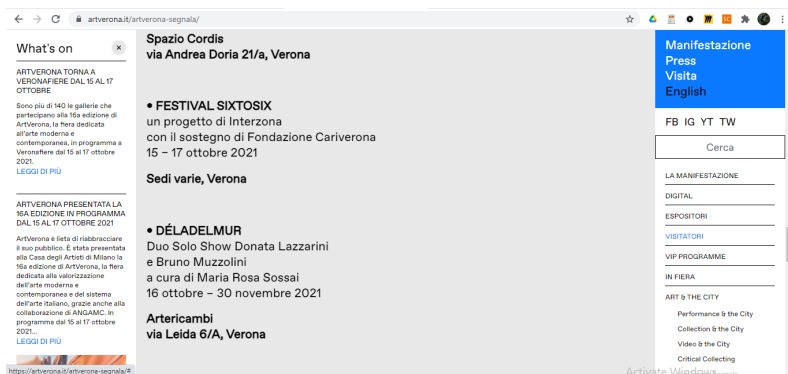 artverona.it/artverona-segnala/
What's on
×
ARTVERONA TORNA A
VERONAFIERE DAL 15 AL 17
OTTOBRE
Sono più di 140 le gallerie che
partecipano alla 16a edizione di
ArtVerona, la fiera dedicata
all'arte moderna e
contemporanea, in programma a
Veronafiere dal 15 al 17 ottobre
2021.
LEGGI DI PIÙ
ARTVERONA PRESENTATA LA
16A EDIZIONE IN PROGRAMMA
DAL 15 AL 17 OTTOBRE 2021
ArtVerona è lieta di riabbracciare
il suo pubblico. È stata presentata
alla Casa degli Artisti di Milano la
16a edizione di ArtVerona, la fiera
dedicata alla valorizzazione
dell'arte moderna e
contemporanea e del sistema
dell'arte italiano, grazie anche alla
collaborazione di ANGAMC. In
programma dal 15 al 17 ottobre
2021...
LEGGI DI PIÙ
https://artverona.it/artverona-segnala/#
Spazio Cordis
via Andrea Doria 21/a, Verona
• FESTIVAL SIXTOSIX
un progetto di Interzona
con il sostegno di Fondazione Cariverona
15 – 17 ottobre 2021
Sedi varie, Verona
• DÉLADELMUR
Duo Solo Show Donata Lazzarini
e Bruno Muzzolini
a cura di Maria Rosa Sossai
16 ottobre – 30 novembre 2021
Artericambi
via Leida 6/A, Verona
Manifestazione
Press
Visita
English
FB IG YT TW
Cerca
LA MANIFESTAZIONE
DIGITAL
ESPOSITORI
VISITATORI
VIP PROGRAMME
IN FIERA
ART & THE CITY
Performance & the City
Collection & the City
Video & the City
Critical Collecting
Activate Windows